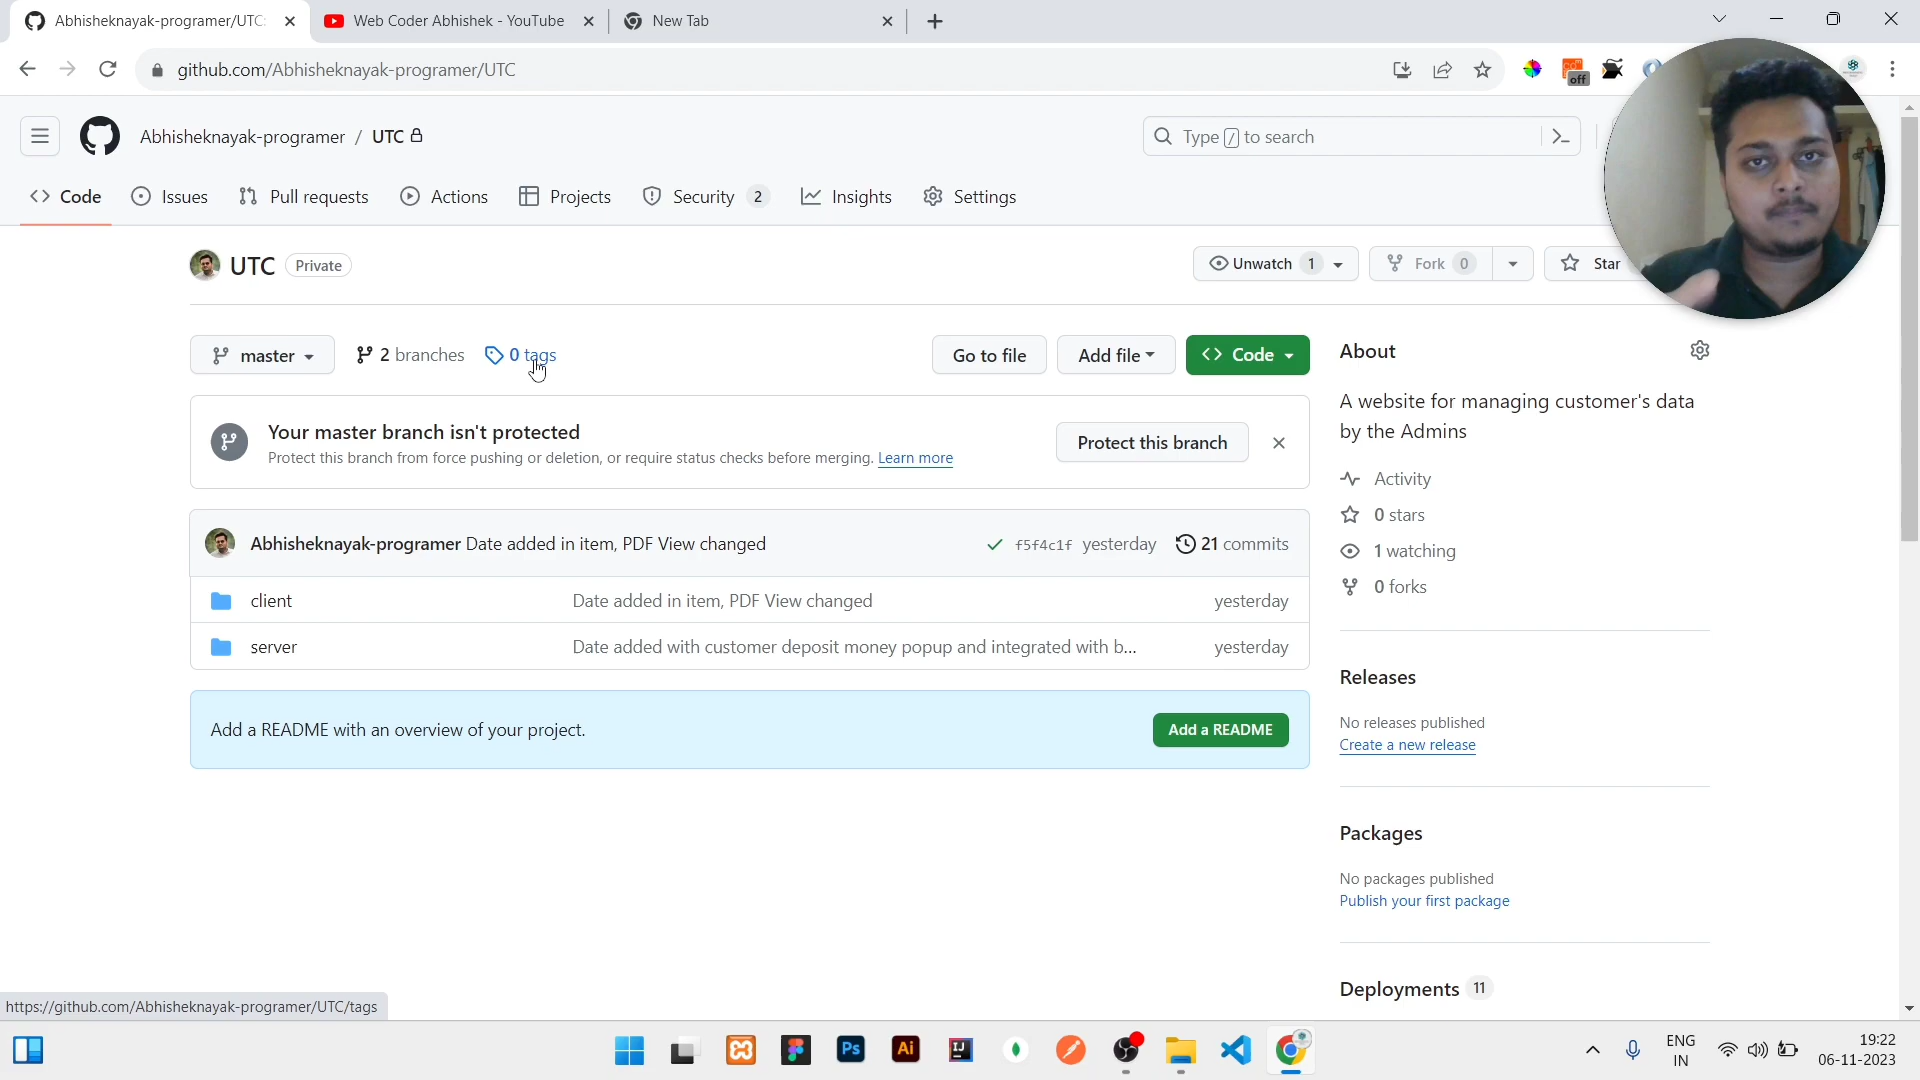 Abhisheknayak-programer/UTC:
Web Coder Abhishek - YouTube
New Tab
github.com/Abhisheknayak-programer/UTC
off
Abhisheknayak-programer / UTC
Type / to search
Code
Issues
Pull requests
Actions
Projects
Security 2
Insights
Settings
UTC Private
Unwatch 1
Fork 0
Star
master
2 branches
0 tags
Go to file
Add file
Code
About
A website for managing customer's data
by the Admins
Your master branch isn't protected
Protect this branch from force pushing or deletion, or require status checks before merging. Learn more
Protect this branch
Activity
0 stars
1 watching
0 forks
Abhisheknayak-programer Date added in item, PDF View changed
f5f4c1f yesterday
21 commits
client
Date added in item, PDF View changed
yesterday
server
Date added with customer deposit money popup and integrated with b...
yesterday
Releases
No releases published
Create a new release
Add a README with an overview of your project.
Add a README
Packages
No packages published
Publish your first package
Deployments 11
https://github.com/Abhisheknayak-programer/UTC/tags
Ps
Ai
IJ
ENG
IN
19:22
06-11-2023